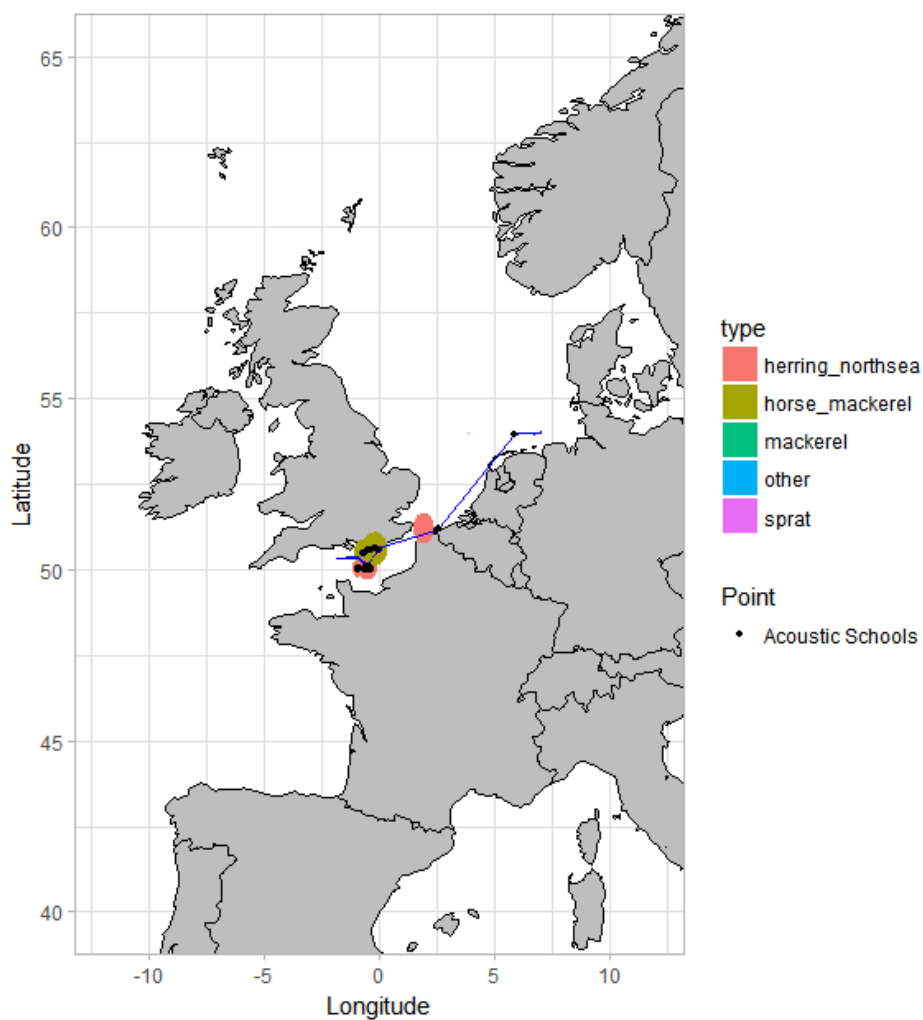 65
60
55
50
45
40
Latitude
-10
-5
0
5
10
Longitude
type
herring_northsea
horse_mackerel
mackerel
other
sprat
Point
Acoustic Schools